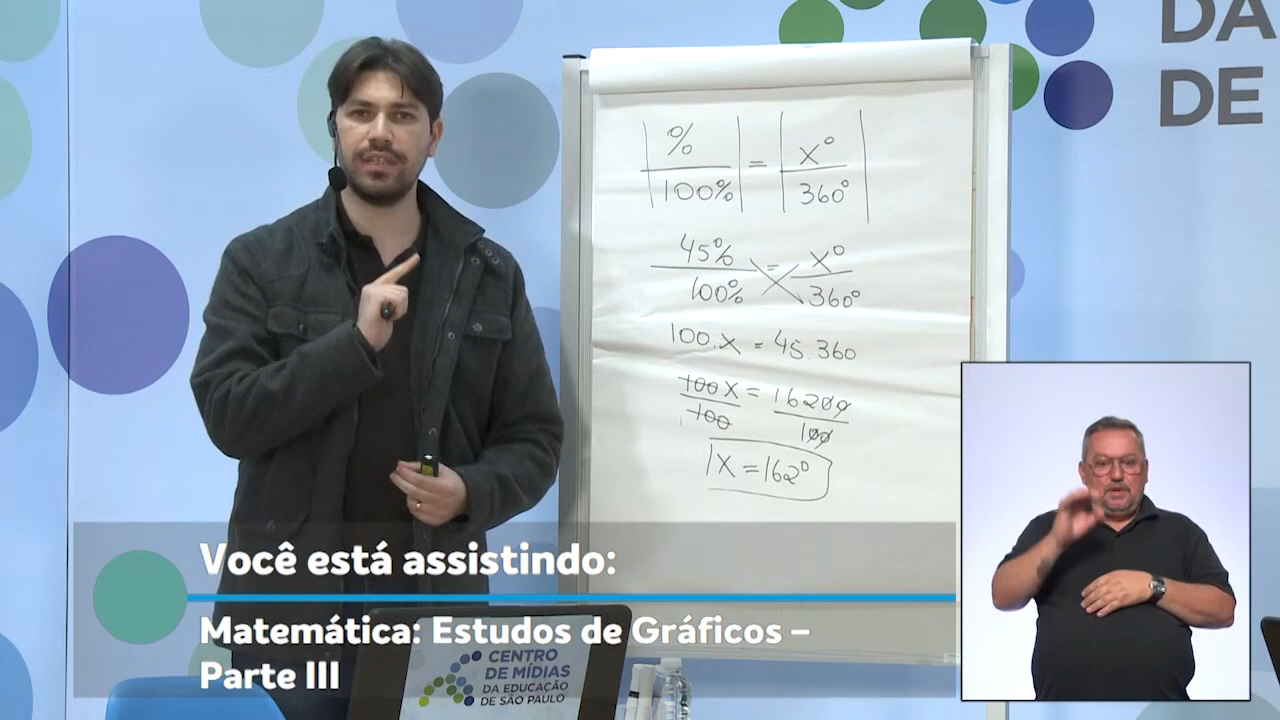 DA
DE
% = x°
100% 360°
45% = x°
100% 360°
100.x = 45.360
100x = 16200
100 100
x = 162°
Você está assistindo:
Matemática: Estudos de Gráficos –
Parte III
CENTRO
DE MÍDIAS
DA EDUCAÇÃO
DE SÃO PAULO